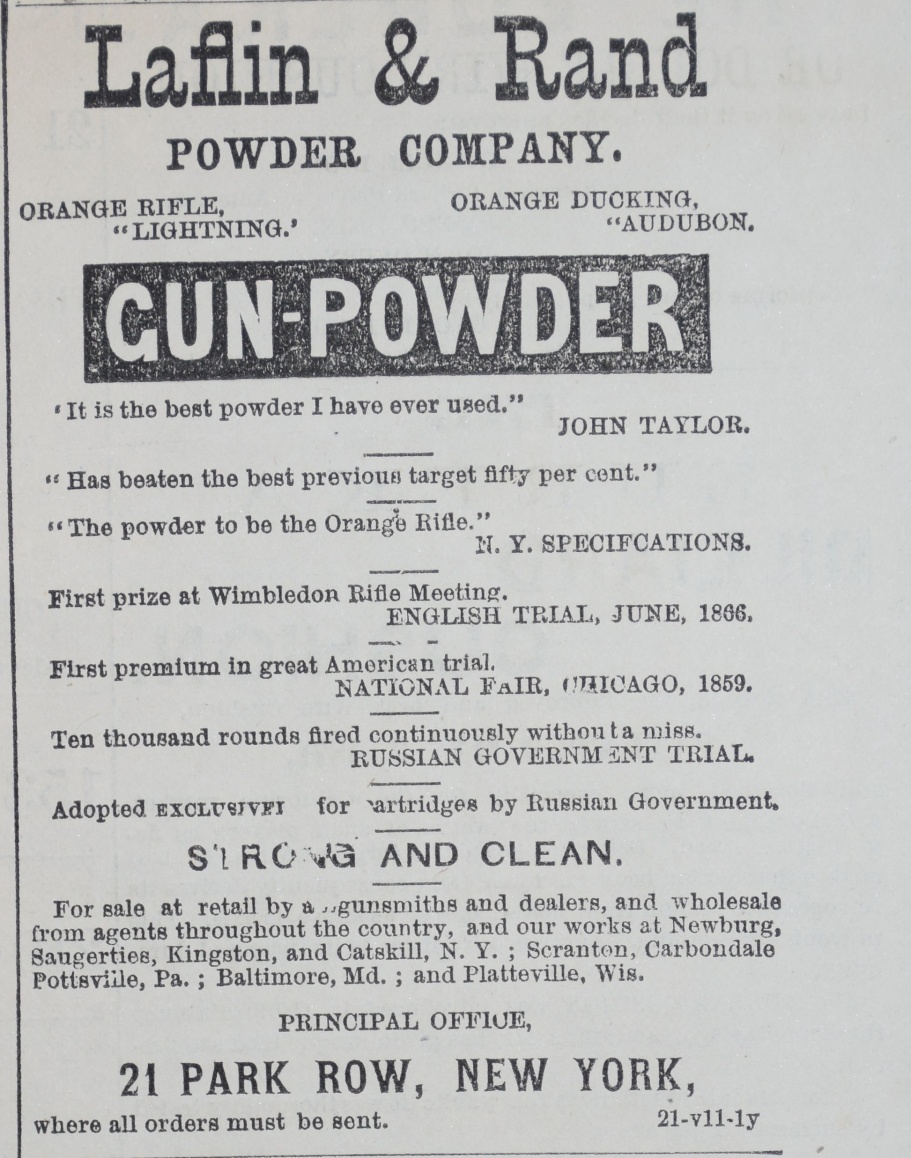 Laflin & Rand
POWDER COMPANY.
ORANGE RIFLE, ORANGE DUCKING,
"LIGHTNING.' "AUDUBON.
GUN-POWDER
'It is the best powder I have ever used."
JOHN TAYLOR.
"Has beaten the best previous target fifty per cent."
"The powder to be the Orange Rifle."
N. Y. SPECIFCATIONS.
First prize at Wimbledon Rifle Meeting.
ENGLISH TRIAL, JUNE, 1866.
First premium in great American trial.
NATIONAL FAIR, CHICAGO, 1859.
Ten thousand rounds fired continuously without a miss.
RUSSIAN GOVERNMENT TRIAL.
Adopted for artridges by Russian Government.
STRONG AND CLEAN.
For sale at retail by gunsmiths and dealers, and wholesale
from agents throughout the country, and our works at Newburg,
Saugerties, Kingston, and Catskill, N. Y. ; Scranton, Carbondale
Pottsville, Pa. ; Baltimore, Md. ; and Platteville, Wis.
PRINCIPAL OFFICE,
21 PARK ROW, NEW YORK,
where all orders must be sent. 21-v11-1y